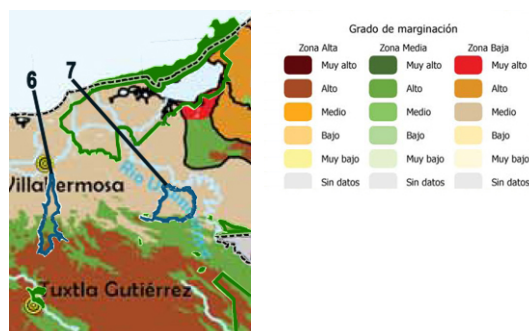 6
7
Villahermosa
Río Usumacinta
Tuxtla Gutiérrez
Grado de marginación
Zona Alta Zona Media Zona Baja
Muy alto Muy alto Muy alto
Alto Alto Alto
Medio Medio Medio
Bajo Bajo Bajo
Muy bajo Muy bajo Muy bajo
Sin datos Sin datos Sin datos